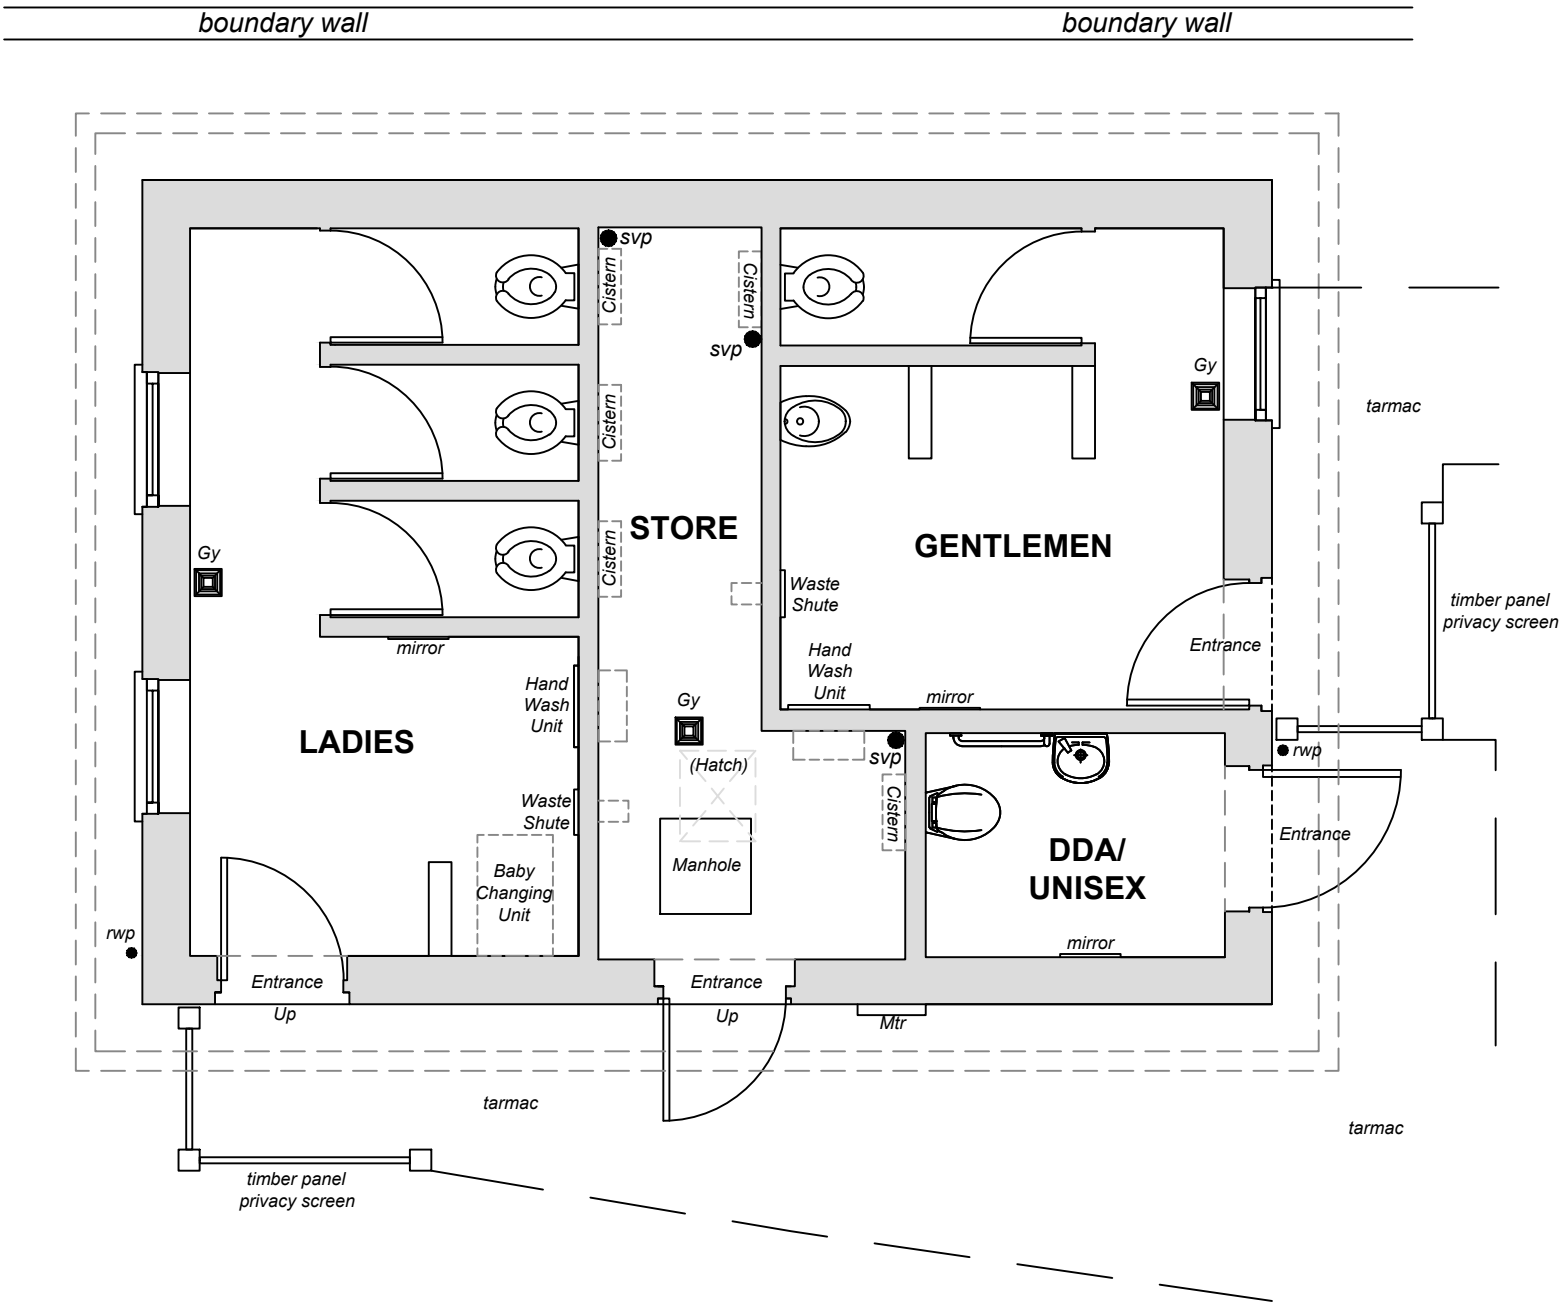 boundary wall
boundary wall
svp
Cistern
Cistern
svp
Gy
tarmac
Cistern
STORE
GENTLEMEN
Gy
Cistern
Waste
Shute
timber panel
privacy screen
mirror
Hand
Wash
Unit
Entrance
mirror
Hand
Wash
Unit
LADIES
Gy
(Hatch)
svp
rwp
Waste
Shute
Cistern
Entrance
Manhole
DDA/
UNISEX
Baby
Changing
Unit
rwp
mirror
Entrance
Up
Entrance
Up
Mtr
tarmac
tarmac
timber panel
privacy screen